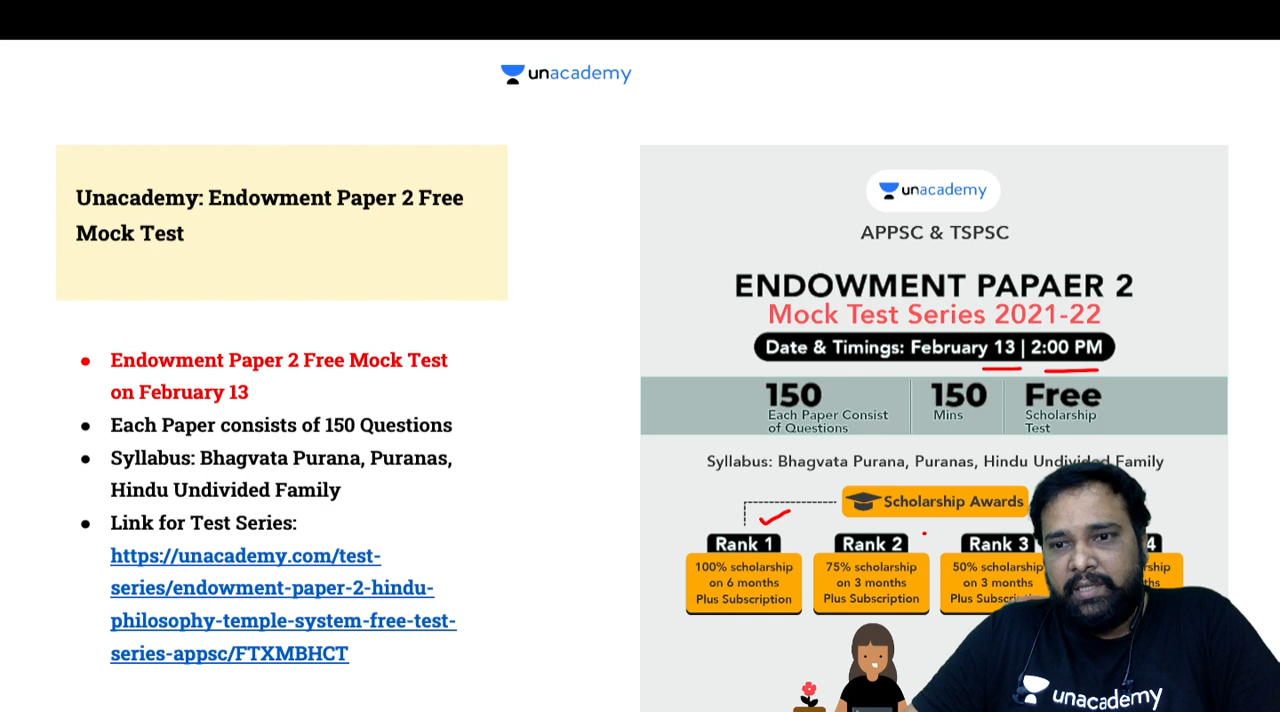 unacademy
Unacademy: Endowment Paper 2 Free
Mock Test
● Endowment Paper 2 Free Mock Test
on February 13
● Each Paper consists of 150 Questions
● Syllabus: Bhagvata Purana, Puranas,
Hindu Undivided Family
● Link for Test Series:
https://unacademy.com/test-
series/endowment-paper-2-hindu-
philosophy-temple-system-free-test-
series-appsc/FTXMBHCT
unacademy
APPSC & TSPSC
ENDOWMENT PAPAER 2
Mock Test Series 2021-22
Date & Timings: February 13 | 2:00 PM
150
Each Paper Consist
of Questions
150
Mins
Free
Scholarship
Test
Syllabus: Bhagvata Purana, Puranas, Hindu Undivided Family
Scholarship Awards
Rank 1
100% scholarship
on 6 months
Plus Subscription
Rank 2
75% scholarship
on 3 months
Plus Subscription
Rank 3
50% scholarship
on 3 months
Plus
4
unacademy